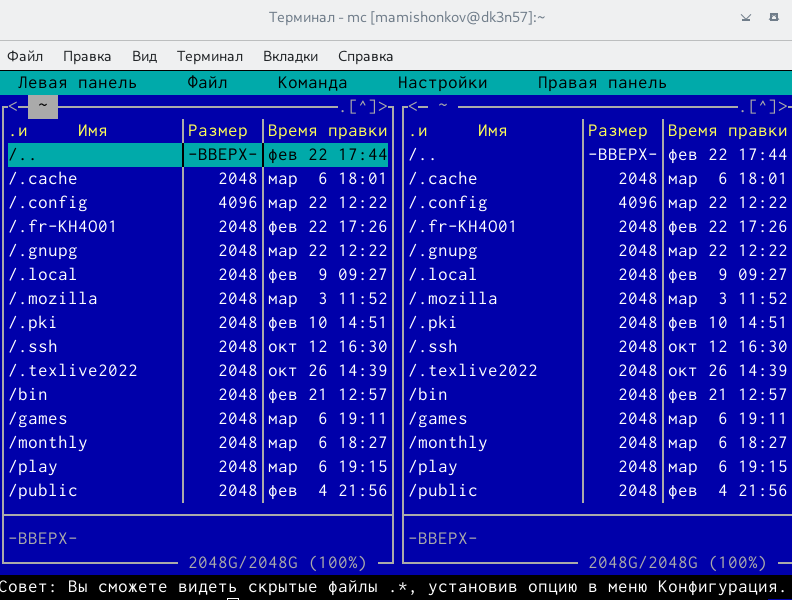 Терминал - mc [mamishonkov@dk3n57]:~
Файл Правка Вид Терминал Вкладки Справка
Левая панель Файл Команда Настройки Правая панель
<- ~ .[^]> <- ~ .[^]>
.и Имя Размер Время правки .и Имя Размер Время правки
/.. -ВВЕРХ- фев 22 17:44 /.. -ВВЕРХ- фев 22 17:44
/.cache 2048 мар 6 18:01 /.cache 2048 мар 6 18:01
/.config 4096 мар 22 12:22 /.config 4096 мар 22 12:22
/.fr-KH4O01 2048 фев 22 17:26 /.fr-KH4O01 2048 фев 22 17:26
/.gnupg 2048 мар 22 12:22 /.gnupg 2048 мар 22 12:22
/.local 2048 фев 9 09:27 /.local 2048 фев 9 09:27
/.mozilla 2048 мар 3 11:52 /.mozilla 2048 мар 3 11:52
/.pki 2048 фев 10 14:51 /.pki 2048 фев 10 14:51
/.ssh 2048 окт 12 16:30 /.ssh 2048 окт 12 16:30
/.texlive2022 2048 окт 26 14:39 /.texlive2022 2048 окт 26 14:39
/bin 2048 фев 21 12:57 /bin 2048 фев 21 12:57
/games 2048 мар 6 19:11 /games 2048 мар 6 19:11
/monthly 2048 мар 6 18:27 /monthly 2048 мар 6 18:27
/play 2048 мар 6 19:15 /play 2048 мар 6 19:15
/public 2048 фев 4 21:56 /public 2048 фев 4 21:56
-ВВЕРХ- -ВВЕРХ-
2048G/2048G (100%) 2048G/2048G (100%)
Совет: Вы сможете видеть скрытые файлы .*, установив опцию в меню Конфигурация.